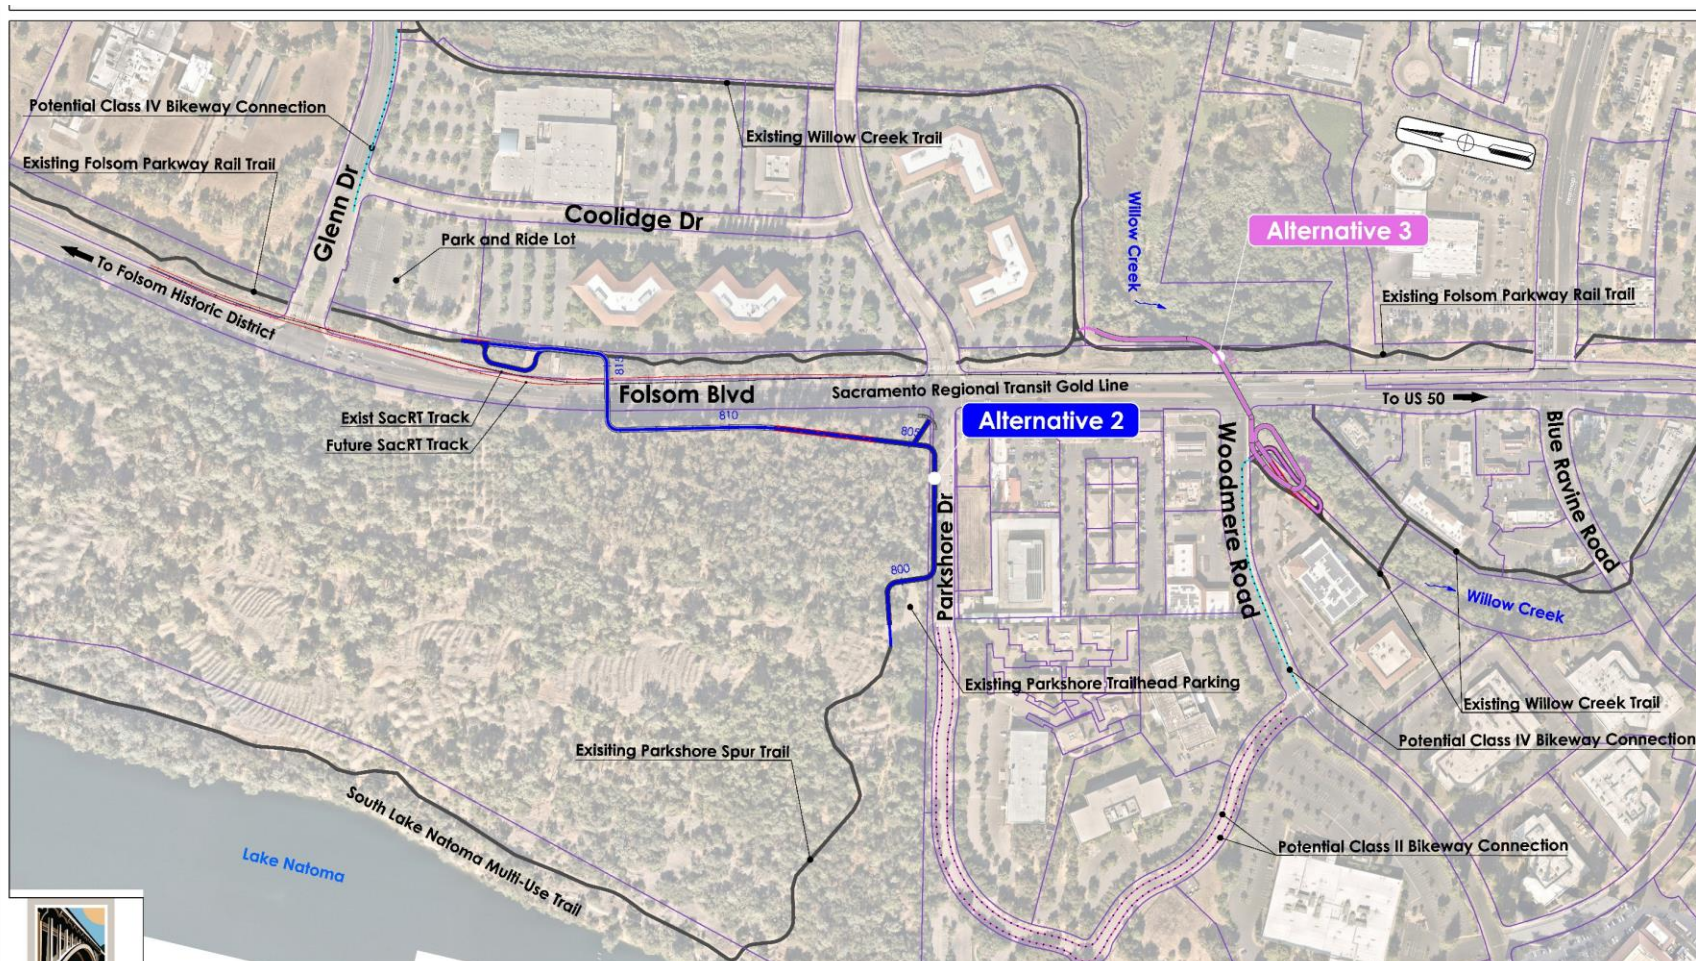 Potential Class IV Bikeway Connection
Existing Folsom Parkway Rail Trail
Glenn Dr
To Folsom Historic District
Park and Ride Lot
Coolidge Dr
Existing Willow Creek Trail
Willow Creek
Alternative 3
Existing Folsom Parkway Rail Trail
815
Exist SacRT Track
Future SacRT Track
Folsom Blvd
810
Sacramento Regional Transit Gold Line
805
Alternative 2
To US 50
Woodmere Road
Blue Ravine Road
Parkshore Dr
800
Willow Creek
Existing Parkshore Trailhead Parking
Existing Willow Creek Trail
Potential Class IV Bikeway Connection
Exisiting Parkshore Spur Trail
South Lake Natoma Multi-Use Trail
Lake Natoma
Potential Class II Bikeway Connection